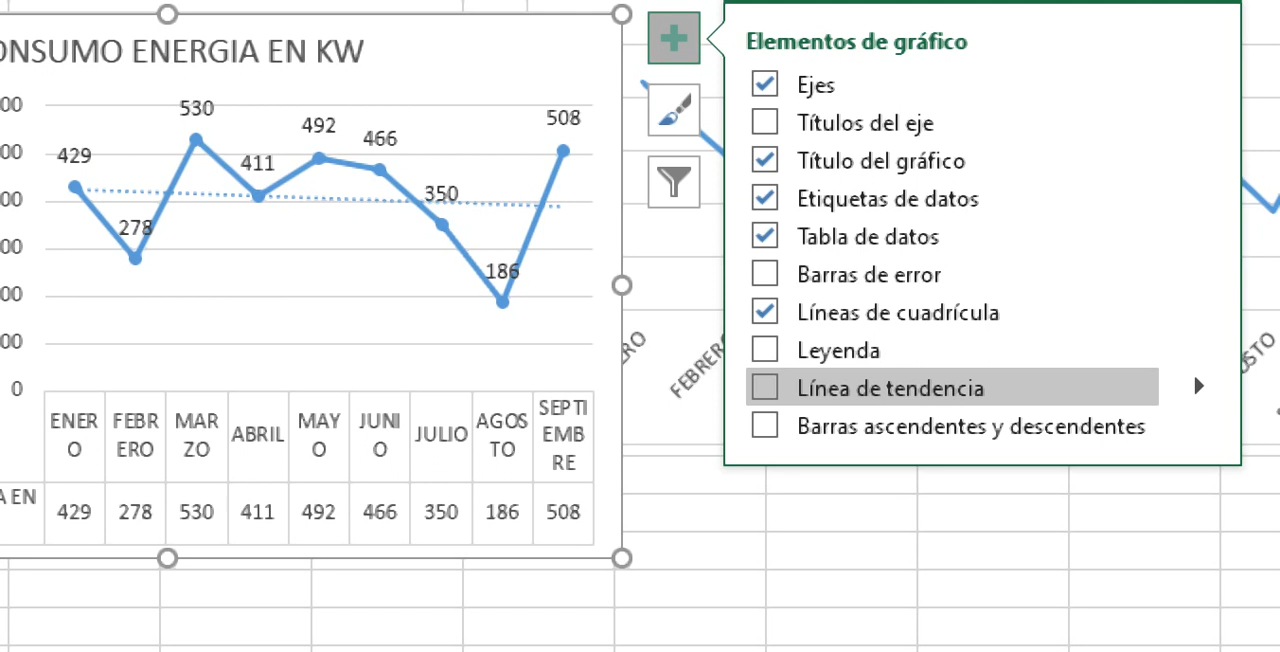 ONSUMO ENERGIA EN KW
00
00
00
00
00
00
0
429
278
530
411
492
466
350
186
508
ENER
O
FEBR
ERO
MAR
ZO
ABRIL
MAY
O
JUNI
O
JULIO
AGOS
TO
SEPTI
EMB
RE
A EN
429 278 530 411 492 466 350 186 508
Elementos de gráfico
Ejes
Títulos del eje
Título del gráfico
Etiquetas de datos
Tabla de datos
Barras de error
Líneas de cuadrícula
Leyenda
Línea de tendencia
Barras ascendentes y descendentes
RO
FEBRER
OSTO